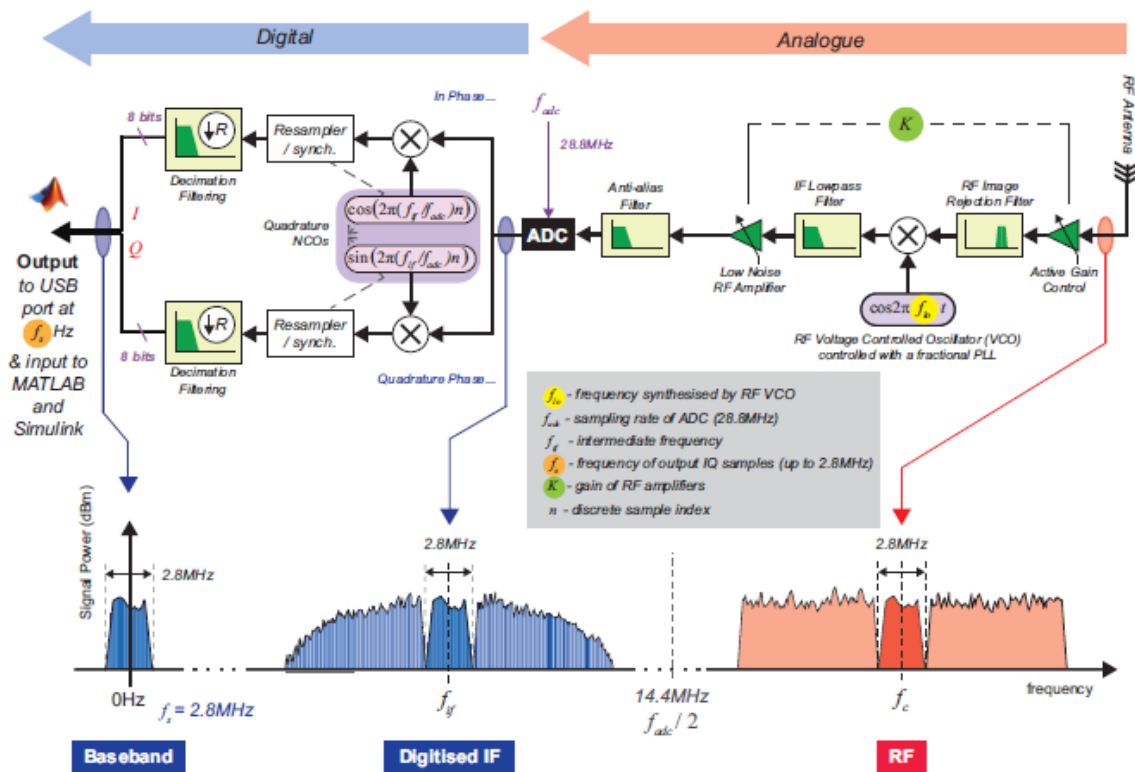 Digital
Analogue
RF Antenna
8 bits
R
Decimation
Filtering
Resampler
/ synch.
In Phase....
cos(2π(f_if/f_adc)n)
Quadrature
NCOs
sin(2π(f_if/f_adc)n)
f_adc
28.8MHz
ADC
Anti-alias
Filter
Low Noise
RF Amplifier
K
IF Lowpass
Filter
RF Image
Rejection Filter
Active Gain
Control
cos2π f_lo t
RF Voltage Controlled Oscillator (VCO)
controlled with a fractional PLL
I
Q
Output
to USB
port at
f_s Hz
& input to
MATLAB
and
Simulink
8 bits
R
Decimation
Filtering
Resampler
/ synch.
Quadrature Phase....
f_lo - frequency synthesised by RF VCO
f_adc - sampling rate of ADC (28.8MHz)
f_if - intermediate frequency
f_s - frequency of output IQ samples (up to 2.8MHz)
K - gain of RF amplifiers
n - discrete sample index
Signal Power (dBm)
2.8MHz
2.8MHz
2.8MHz
0Hz
f_s = 2.8MHz
f_if
14.4MHz
f_adc / 2
f_c
frequency
Baseband
Digitised IF
RF